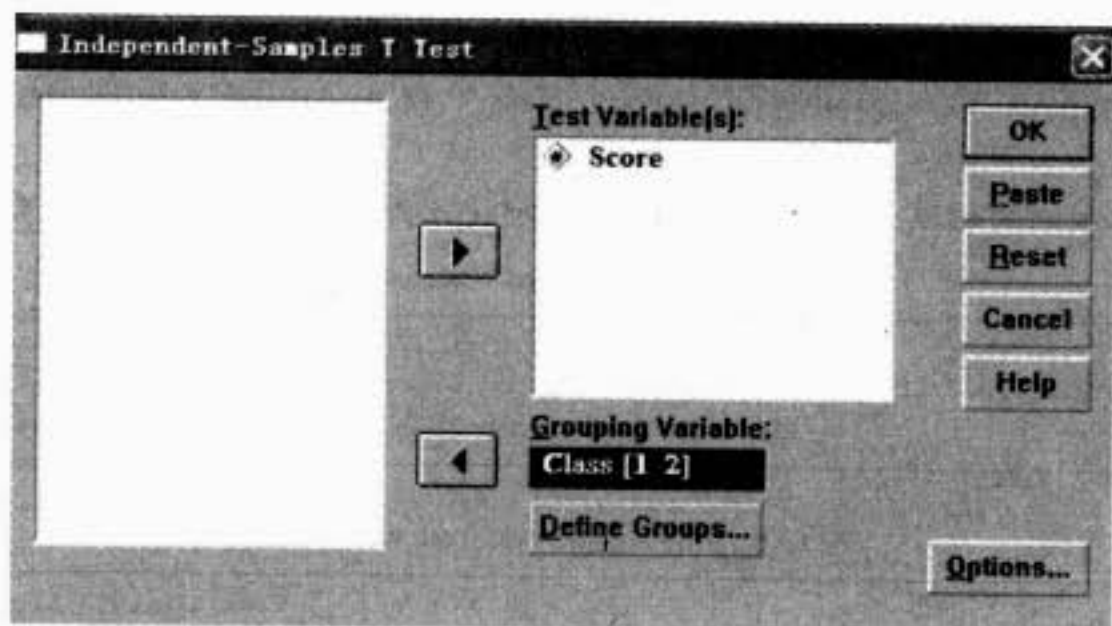 Independent-Samples T Test
Test Variable(s):
Score
OK
Paste
Reset
Cancel
Help
Grouping Variable:
Class [1 2]
Define Groups...
Options...